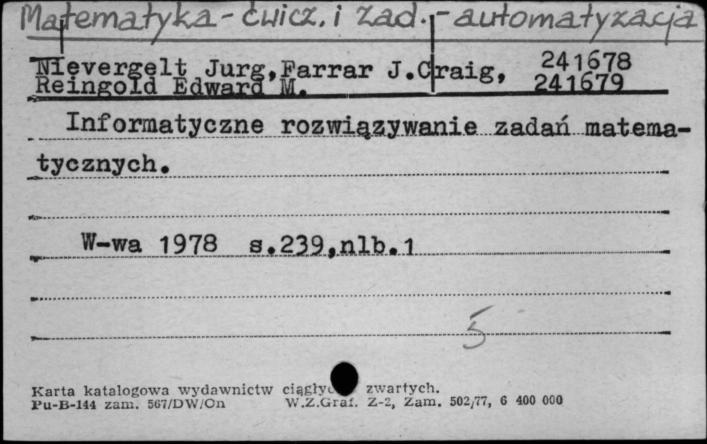 Matematyka - ćwicz. i zad. - automatyzacja
Nievergelt Jurg, Farrar J.Craig, 241678
Reingold Edward M. 241679
Informatyczne rozwiązywanie zadań matema-
tycznych.
W-wa 1978 s.239,nlb.1
5
Karta katalogowa wydawnictw zwartych.
Pu-B-144 zam. 567/DW/On W.Z.Graf. Z-2, Zam. 502/77, 6 400 000